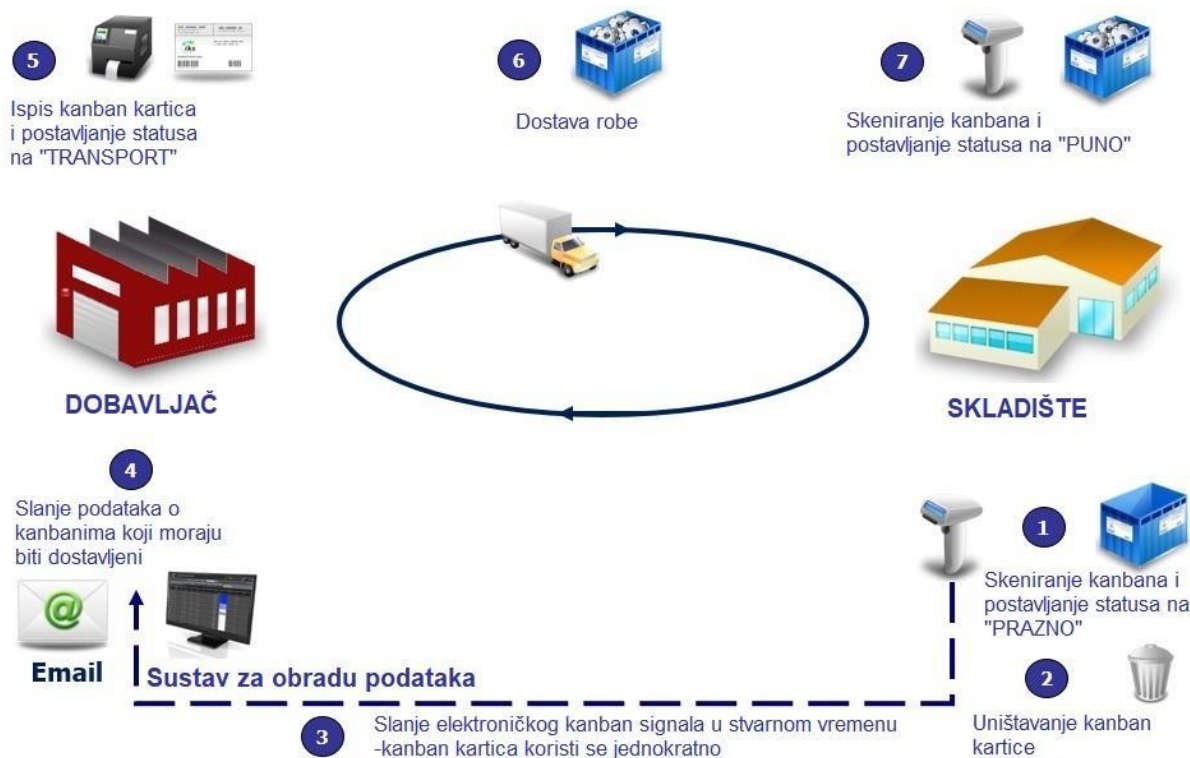 5
Ispis kanban kartica
i postavljanje statusa
na "TRANSPORT"
6
Dostava robe
7
Skeniranje kanbana i
postavljanje statusa na "PUNO"
DOBAVLJAČ
SKLADIŠTE
4
Slanje podataka o
kanbanima koji moraju
biti dostavljeni
@
Email
Sustav za obradu podataka
1
Skeniranje kanbana i
postavljanje statusa na
"PRAZNO"
2
Uništavanje kanban
kartice
3
Slanje elektroničkog kanban signala u stvarnom vremenu
-kanban kartica koristi se jednokratno